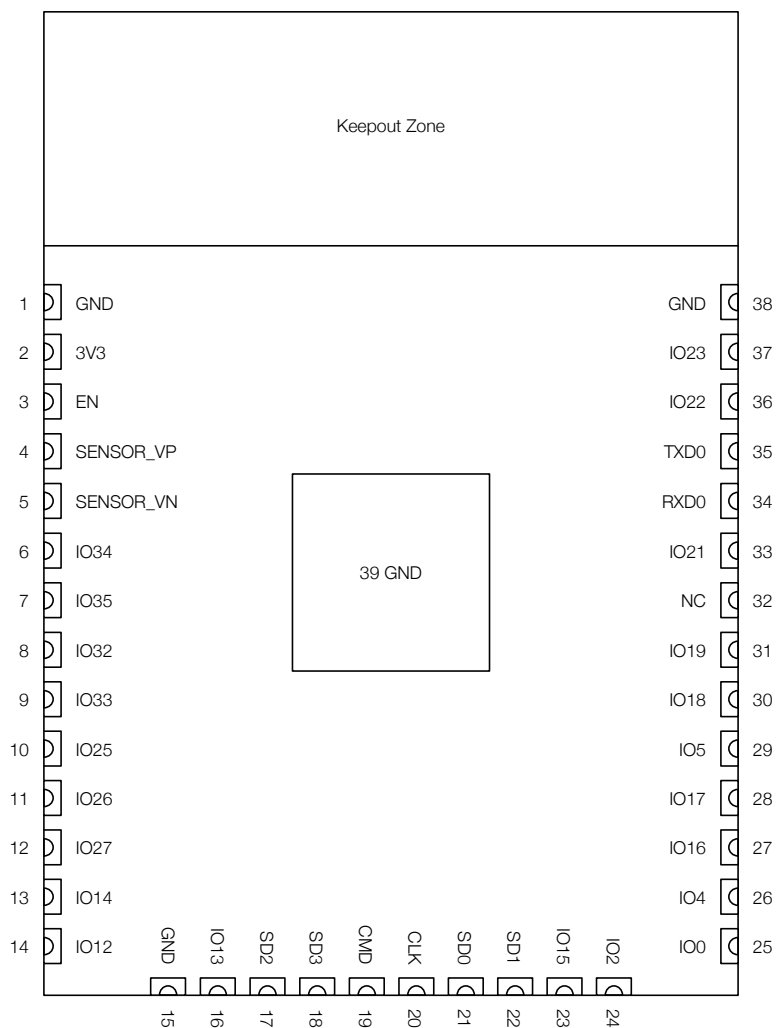 Keepout Zone
1 GND GND 38
2 3V3 IO23 37
3 EN IO22 36
4 SENSOR_VP TXD0 35
5 SENSOR_VN RXD0 34
6 IO34 IO21 33
39 GND
7 IO35 NC 32
8 IO32 IO19 31
9 IO33 IO18 30
10 IO25 IO5 29
11 IO26 IO17 28
12 IO27 IO16 27
13 IO14 IO4 26
14 IO12 IO0 25
GND IO13 SD2 SD3 CMD CLK SD0 SD1 IO15 IO2
15 16 17 18 19 20 21 22 23 24